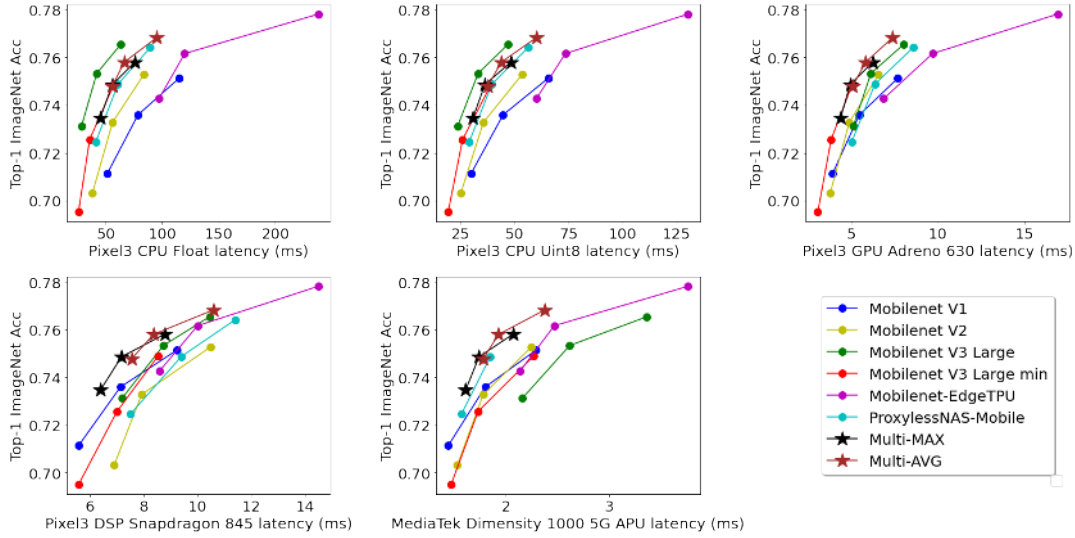 0.78
0.76
0.74
0.72
0.70
Top-1 ImageNet Acc
50 100 150 200
Pixel3 CPU Float latency (ms)
0.78
0.76
0.74
0.72
0.70
Top-1 ImageNet Acc
25 50 75 100 125
Pixel3 CPU Uint8 latency (ms)
0.78
0.76
0.74
0.72
0.70
Top-1 ImageNet Acc
5 10 15
Pixel3 GPU Adreno 630 latency (ms)
0.78
0.76
0.74
0.72
0.70
Top-1 ImageNet Acc
6 8 10 12 14
Pixel3 DSP Snapdragon 845 latency (ms)
0.78
0.76
0.74
0.72
0.70
Top-1 ImageNet Acc
2 3
MediaTek Dimensity 1000 5G APU latency (ms)
Mobilenet V1
Mobilenet V2
Mobilenet V3 Large
Mobilenet V3 Large min
Mobilenet-EdgeTPU
ProxylessNAS-Mobile
Multi-MAX
Multi-AVG